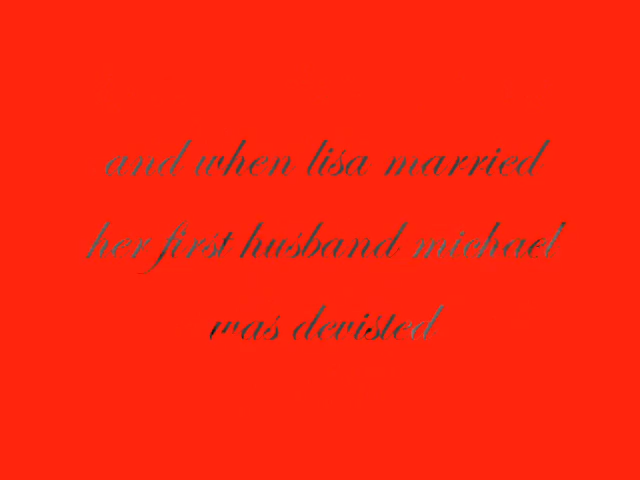 and when lisa married
her first husband michael
was devisted